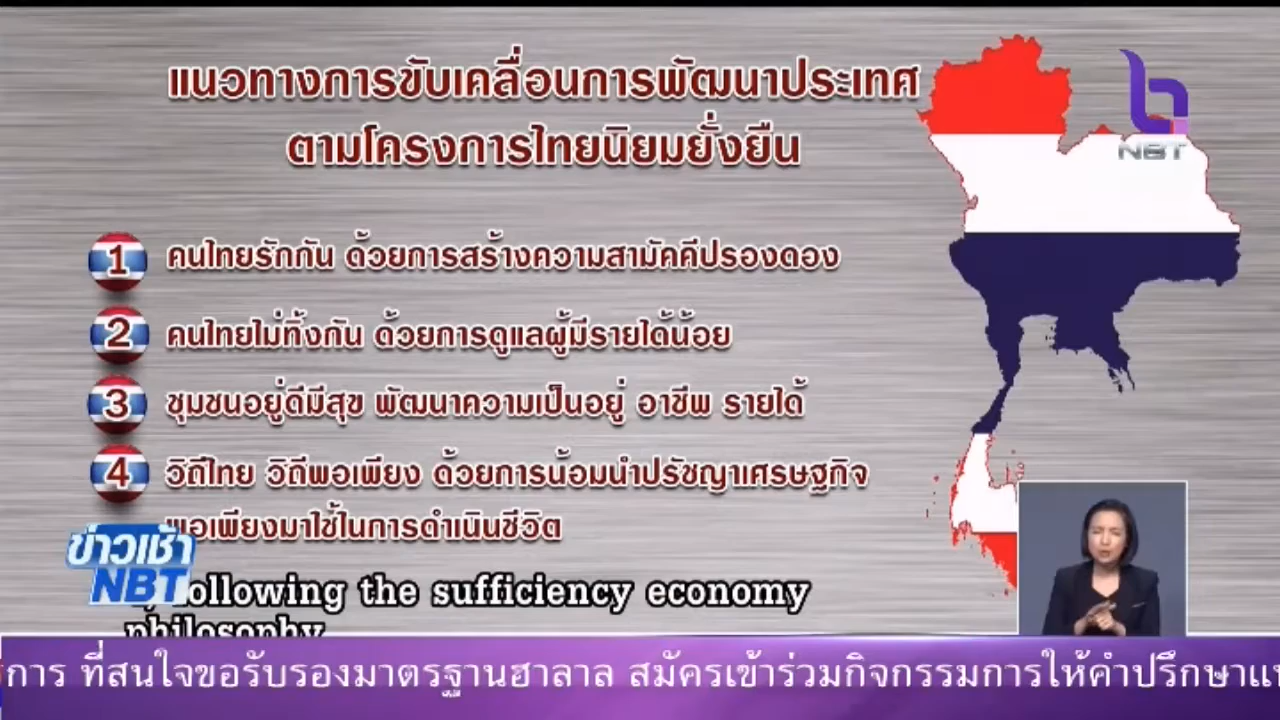 แนวทางการขับเคลื่อนการพัฒนาประเทศ
ตามโครงการไทยนิยมยั่งยืน
NBT
1 คนไทยรักกัน ด้วยการสร้างความสามัคคีปรองดอง
2 คนไทยไม่ทิ้งกัน ด้วยการดูแลผู้มีรายได้น้อย
3 ชุมชนอยู่ดีมีสุข พัฒนาความเป็นอยู่ อาชีพ รายได้
4 วิถีไทย วิถีพอเพียง ด้วยการน้อมนำปรัชญาเศรษฐกิจ
พอเพียงมาใช้ในการดำเนินชีวิต
ข่าวเช้า
NBT
following the sufficiency economy
philosophy
การ ที่สนใจขอรับรองมาตรฐานฮาลาล สมัครเข้าร่วมกิจกรรมการให้คำปรึกษาแ